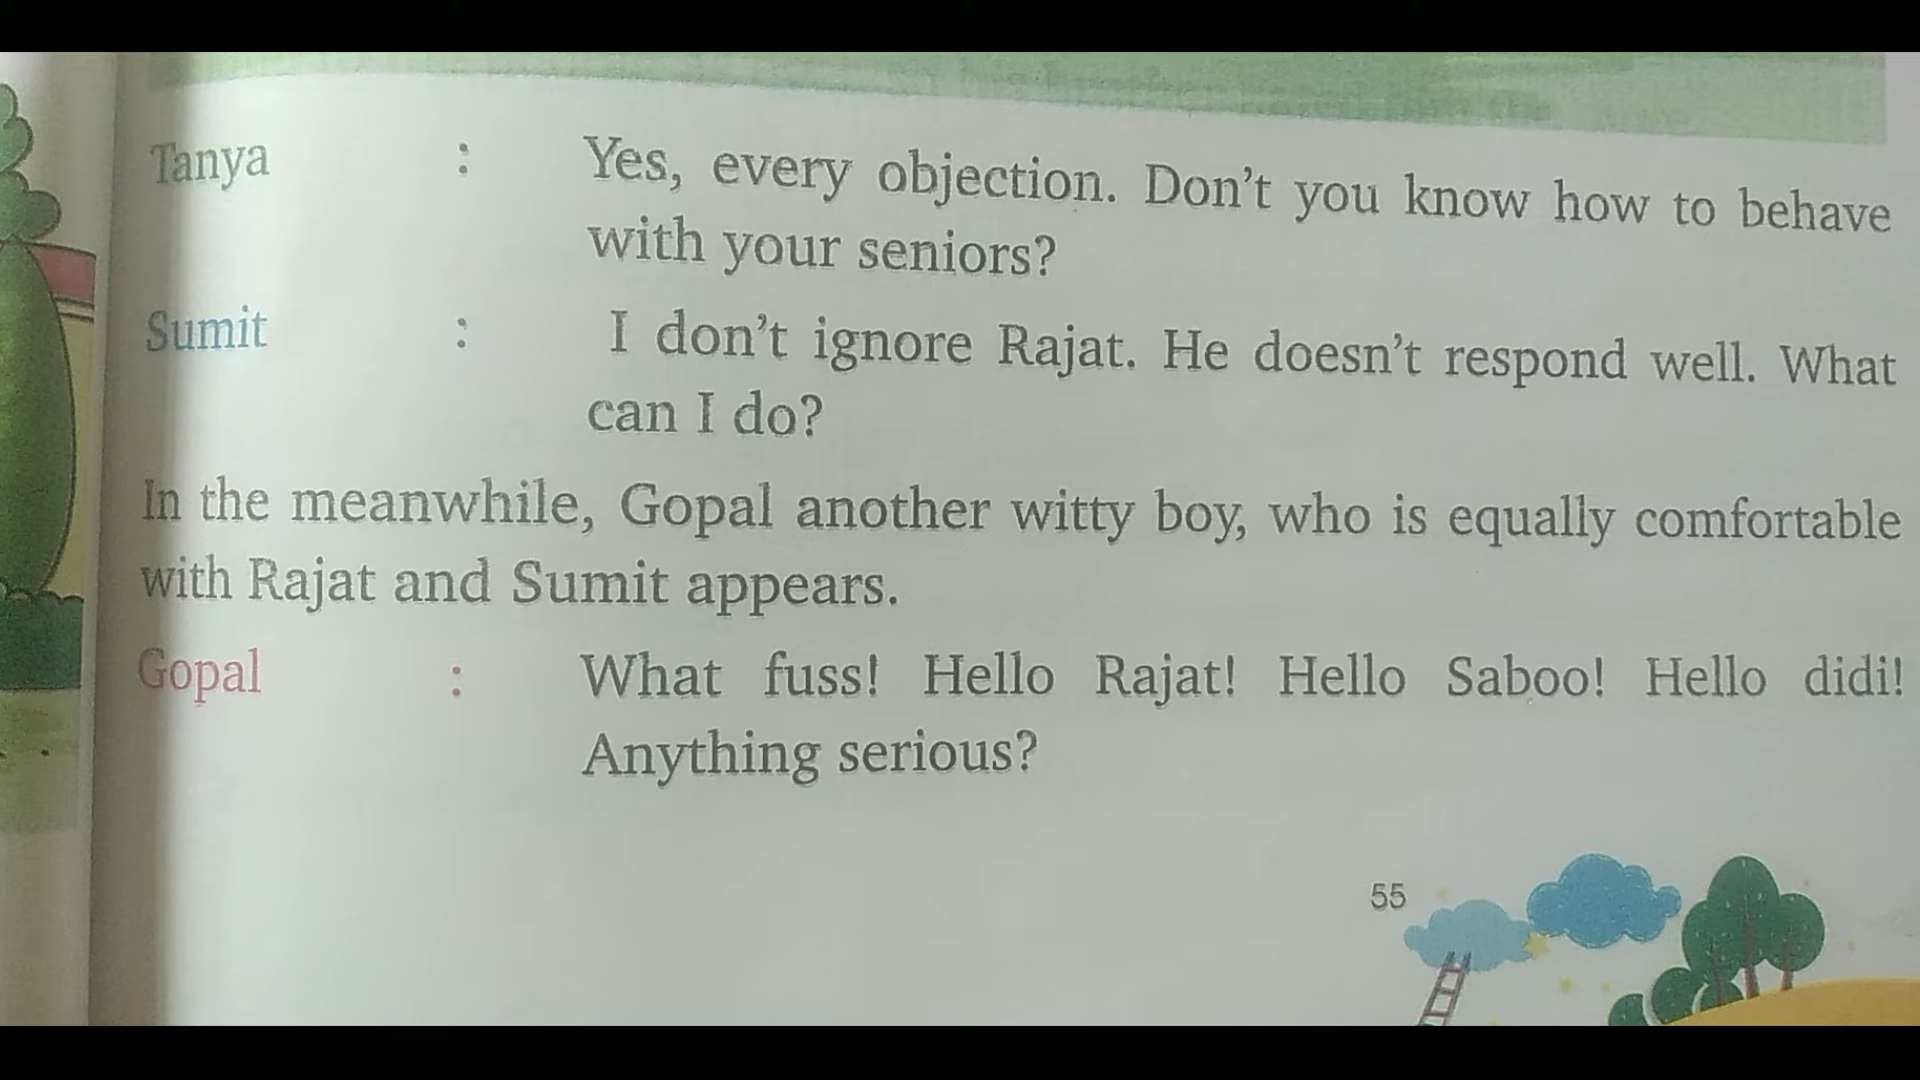 Tanya : Yes, every objection. Don't you know how to behave
with your seniors?
Sumit : I don't ignore Rajat. He doesn't respond well. What
can I do?
In the meanwhile, Gopal another witty boy, who is equally comfortable
with Rajat and Sumit appears.
Gopal : What fuss! Hello Rajat! Hello Saboo! Hello didi!
Anything serious?
55